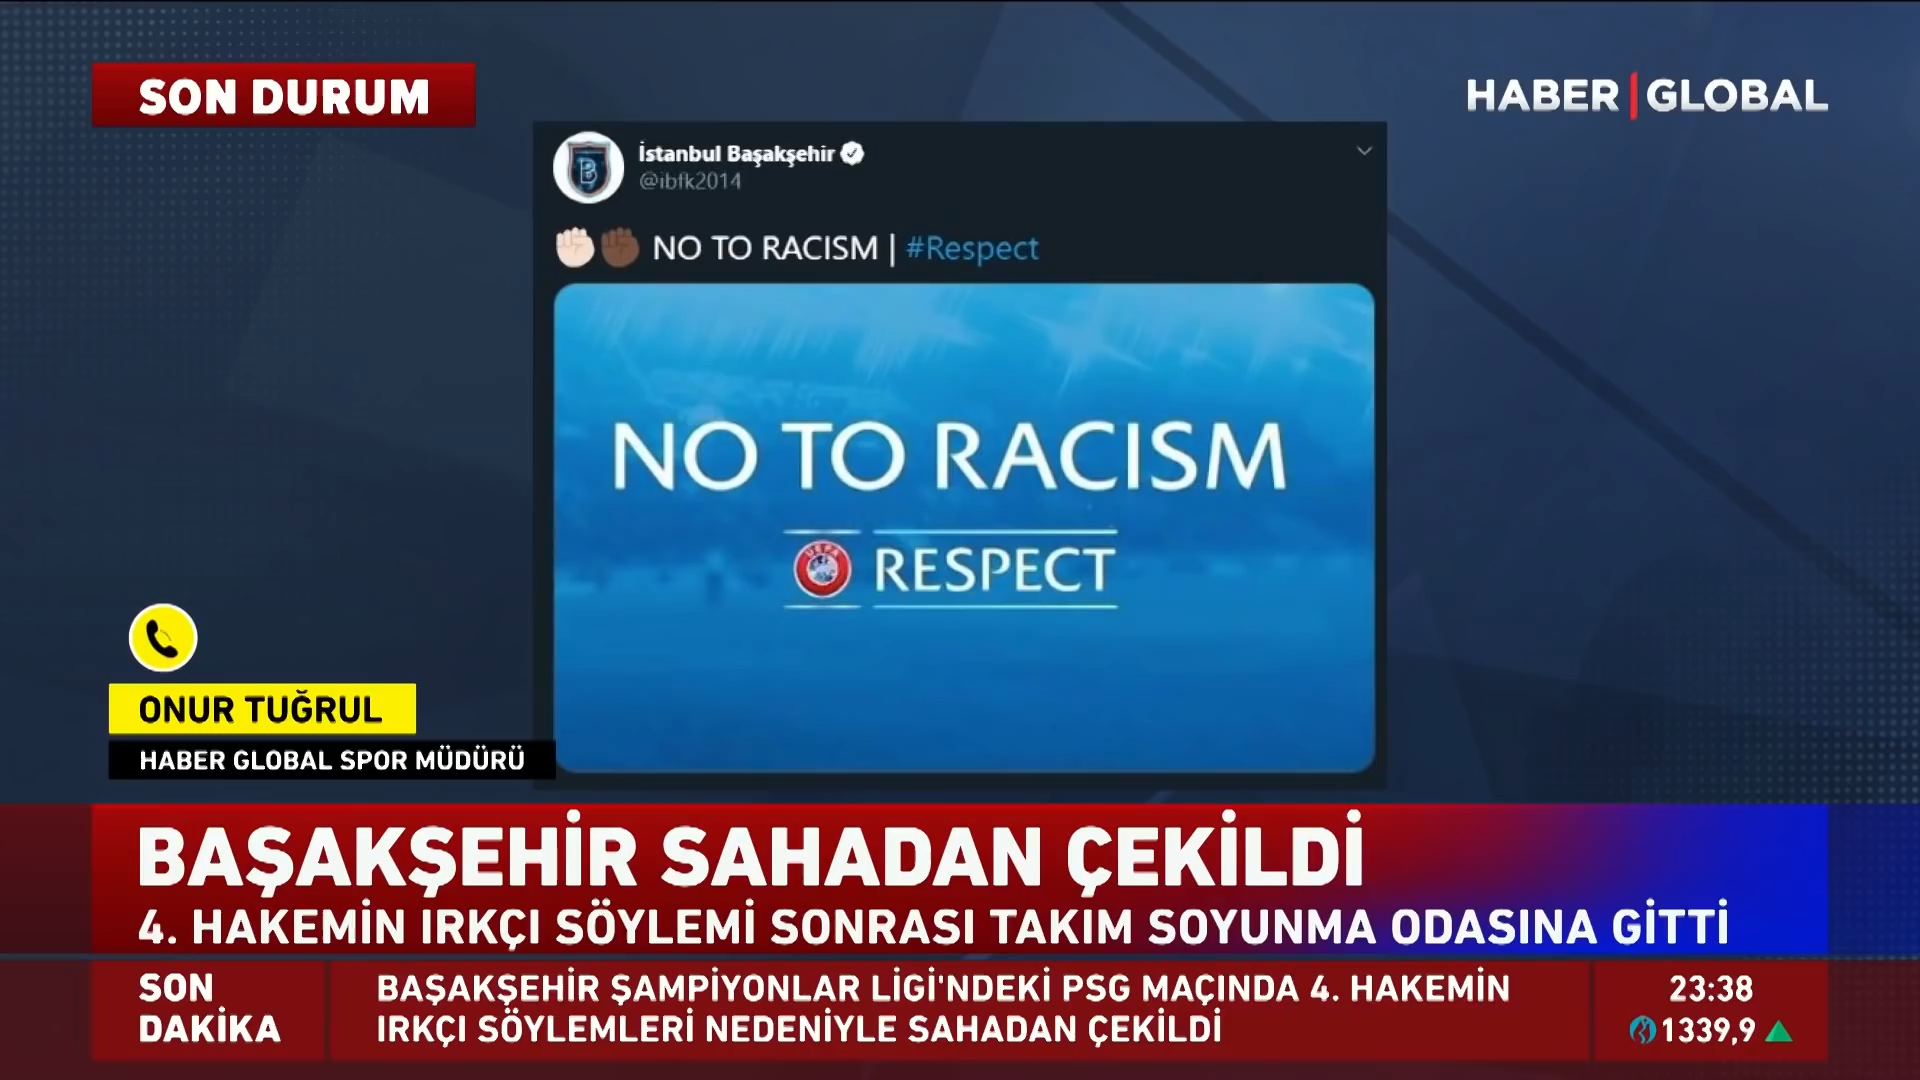 SON DURUM
HABER | GLOBAL
İstanbul Başakşehir
@ibfk2014
✊🏻✊🏾 NO TO RACISM | #Respect
NO TO RACISM
UEFA
RESPECT
ONUR TUĞRUL
HABER GLOBAL SPOR MÜDÜRÜ
BAŞAKŞEHİR SAHADAN ÇEKİLDİ
4. HAKEMİN IRKÇI SÖYLEMİ SONRASI TAKIM SOYUNMA ODASINA GİTTİ
SON DAKİKA
BAŞAKŞEHİR ŞAMPİYONLAR LİGİ'NDEKİ PSG MAÇINDA 4. HAKEMİN
IRKÇI SÖYLEMLERİ NEDENİYLE SAHADAN ÇEKİLDİ
23:38
1339,9